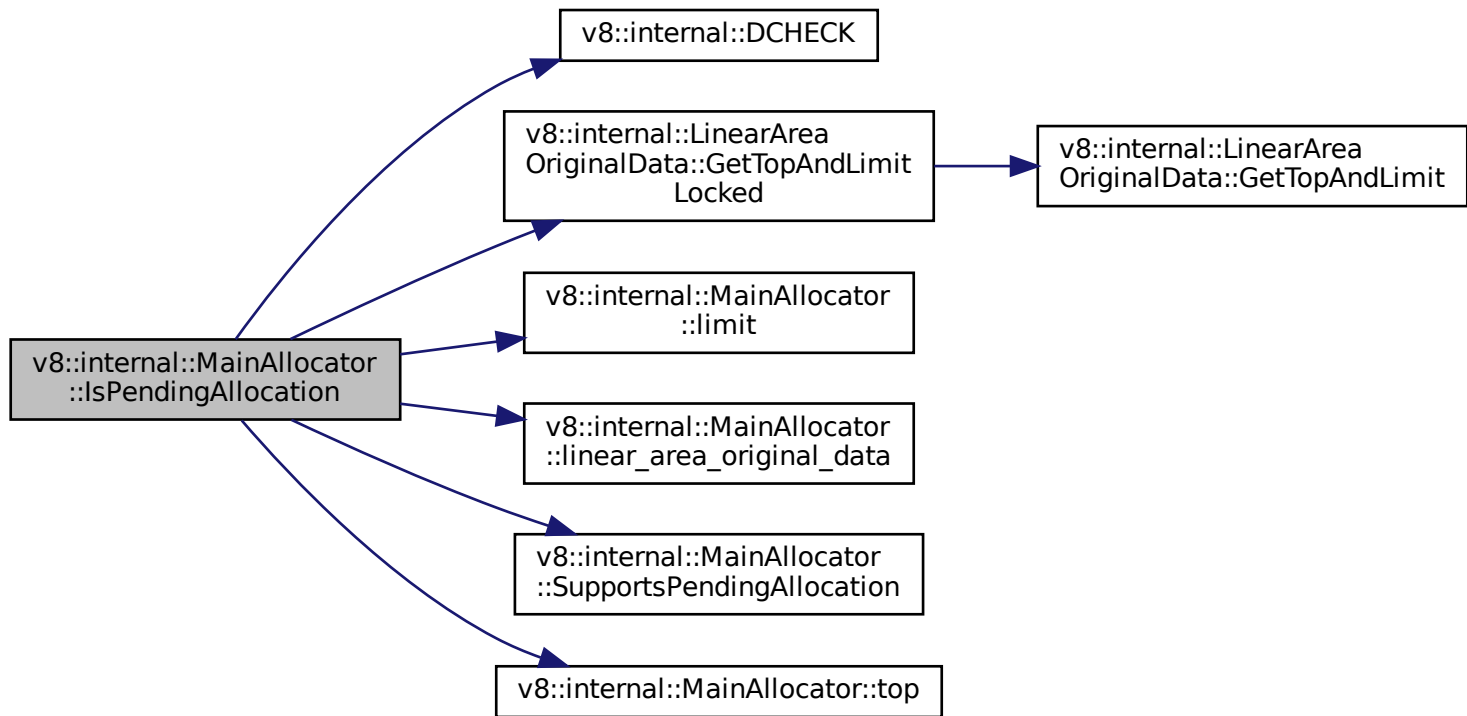 v8::internal::DCHECK
v8::internal::LinearArea
OriginalData::GetTopAndLimit
Locked
v8::internal::LinearArea
OriginalData::GetTopAndLimit
v8::internal::MainAllocator
::limit
v8::internal::MainAllocator
::IsPendingAllocation
v8::internal::MainAllocator
::linear_area_original_data
v8::internal::MainAllocator
::SupportsPendingAllocation
v8::internal::MainAllocator::top